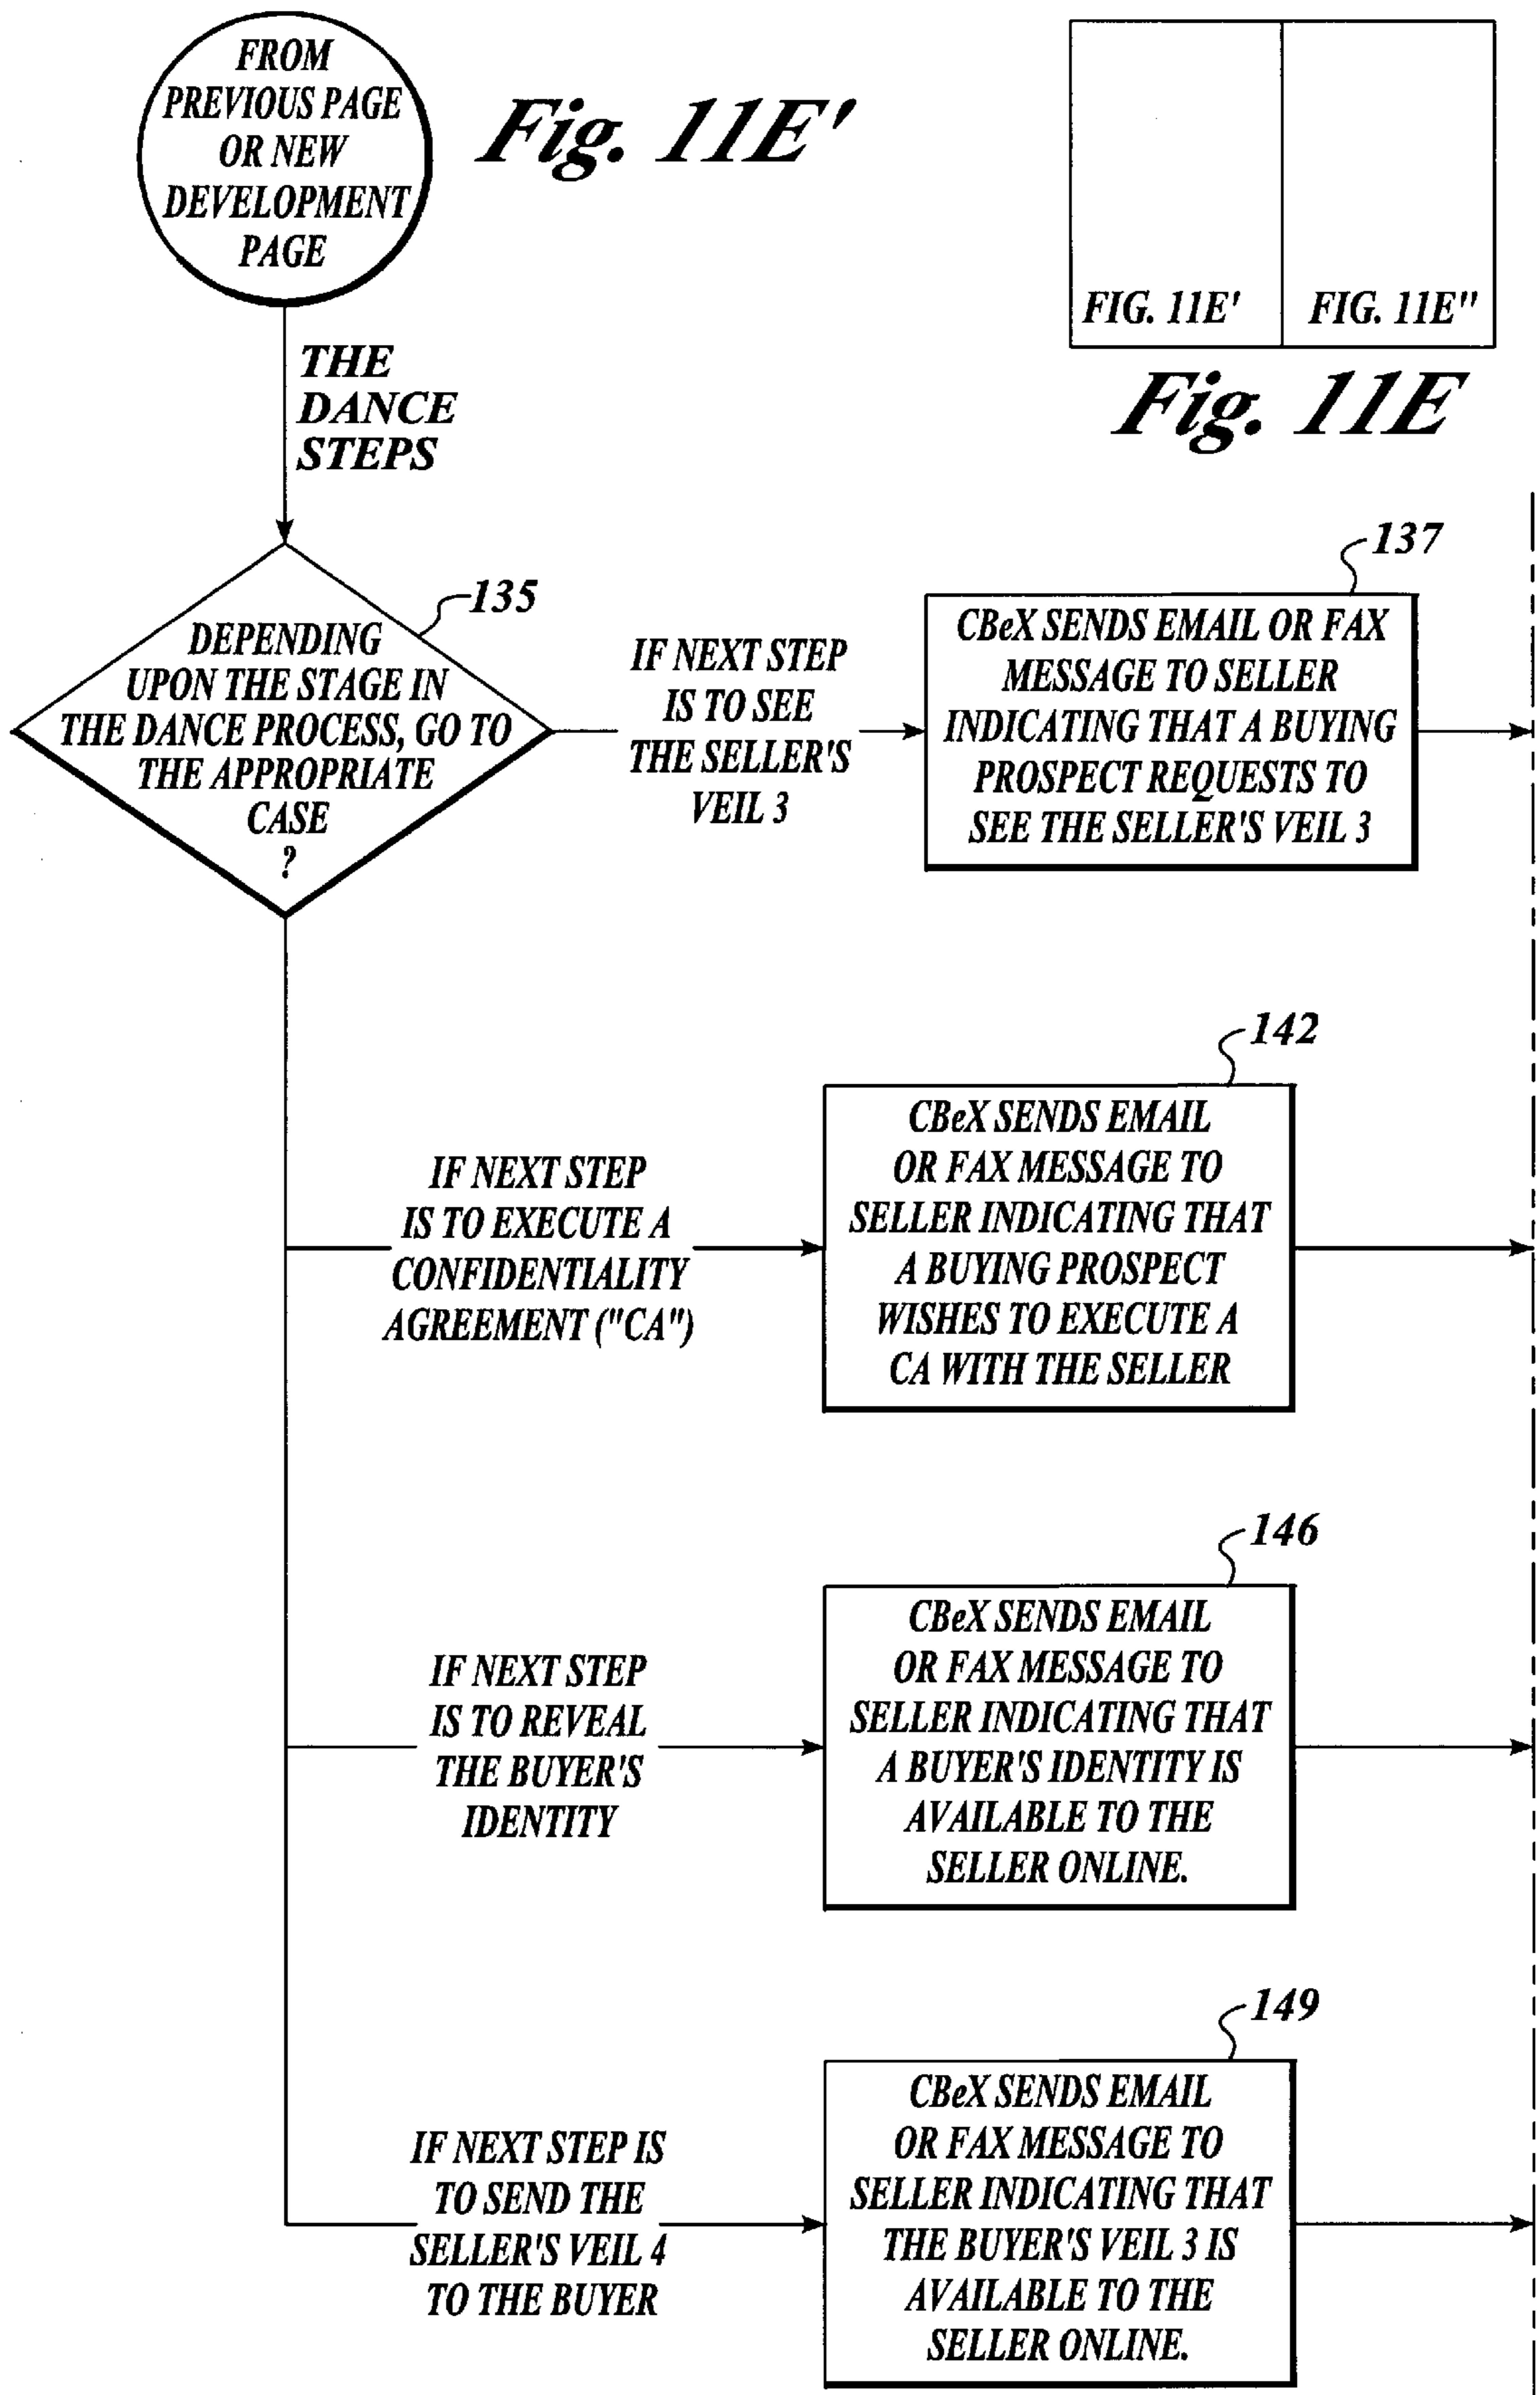 FROM
PREVIOUS PAGE
OR NEW
DEVELOPMENT
PAGE
Fig. 11E'
FIG. 11E'
FIG. 11E"
Fig. 11E
THE
DANCE
STEPS
135
DEPENDING
UPON THE STAGE IN
THE DANCE PROCESS, GO TO
THE APPROPRIATE
CASE
?
IF NEXT STEP
IS TO SEE
THE SELLER'S
VEIL 3
137
CBeX SENDS EMAIL OR FAX
MESSAGE TO SELLER
INDICATING THAT A BUYING
PROSPECT REQUESTS TO
SEE THE SELLER'S VEIL 3
IF NEXT STEP
IS TO EXECUTE A
CONFIDENTIALITY
AGREEMENT ("CA")
142
CBeX SENDS EMAIL
OR FAX MESSAGE TO
SELLER INDICATING THAT
A BUYING PROSPECT
WISHES TO EXECUTE A
CA WITH THE SELLER
IF NEXT STEP
IS TO REVEAL
THE BUYER'S
IDENTITY
146
CBeX SENDS EMAIL
OR FAX MESSAGE TO
SELLER INDICATING THAT
A BUYER'S IDENTITY IS
AVAILABLE TO THE
SELLER ONLINE.
IF NEXT STEP IS
TO SEND THE
SELLER'S VEIL 4
TO THE BUYER
149
CBeX SENDS EMAIL
OR FAX MESSAGE TO
SELLER INDICATING THAT
THE BUYER'S VEIL 3 IS
AVAILABLE TO THE
SELLER ONLINE.